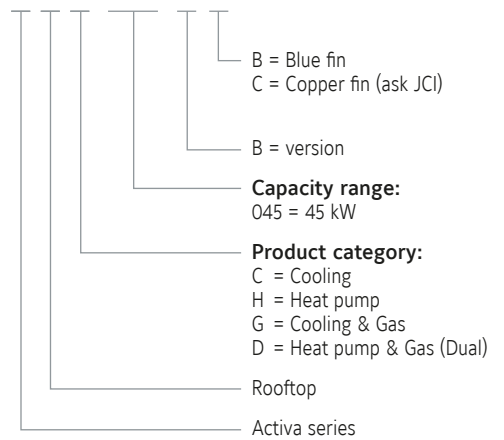 B = Blue fin
C = Copper fin (ask JCI)
B = version
Capacity range:
045 = 45 kW
Product category:
C = Cooling
H = Heat pump
G = Cooling & Gas
D = Heat pump & Gas (Dual)
Rooftop
Activa series